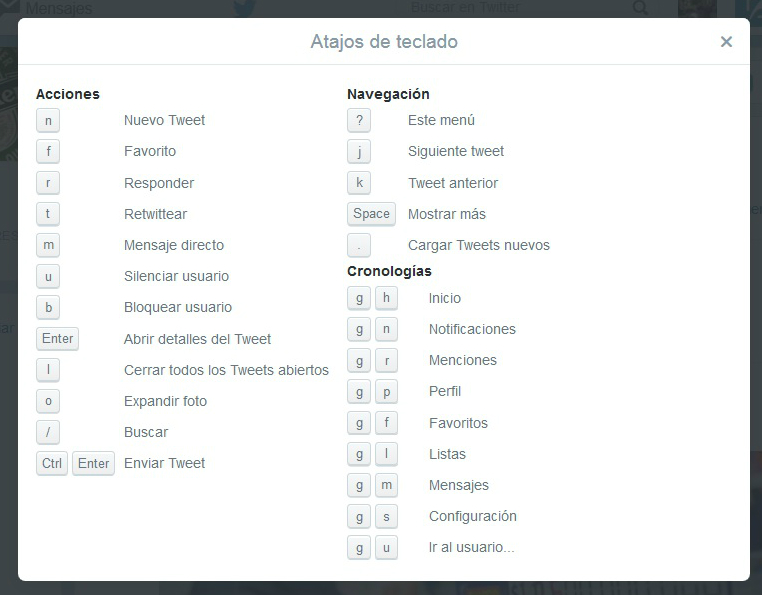 Mensajes
Buscar en Twitter
Atajos de teclado
Acciones
n Nuevo Tweet
f Favorito
r Responder
t Retwittear
m Mensaje directo
u Silenciar usuario
b Bloquear usuario
Enter Abrir detalles del Tweet
l Cerrar todos los Tweets abiertos
o Expandir foto
/ Buscar
Ctrl Enter Enviar Tweet
Navegación
? Este menú
j Siguiente tweet
k Tweet anterior
Space Mostrar más
. Cargar Tweets nuevos
Cronologías
g h Inicio
g n Notificaciones
g r Menciones
g p Perfil
g f Favoritos
g l Listas
g m Mensajes
g s Configuración
g u Ir al usuario...